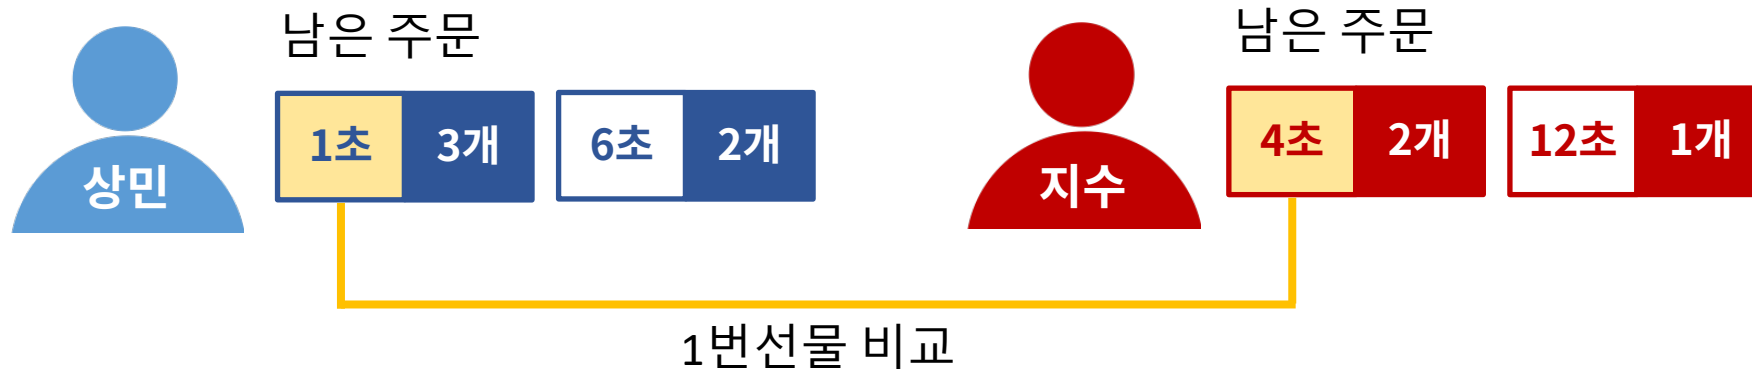 남은 주문
1초 3개 6초 2개
상민
남은 주문
4초 2개 12초 1개
지수
1번선물 비교